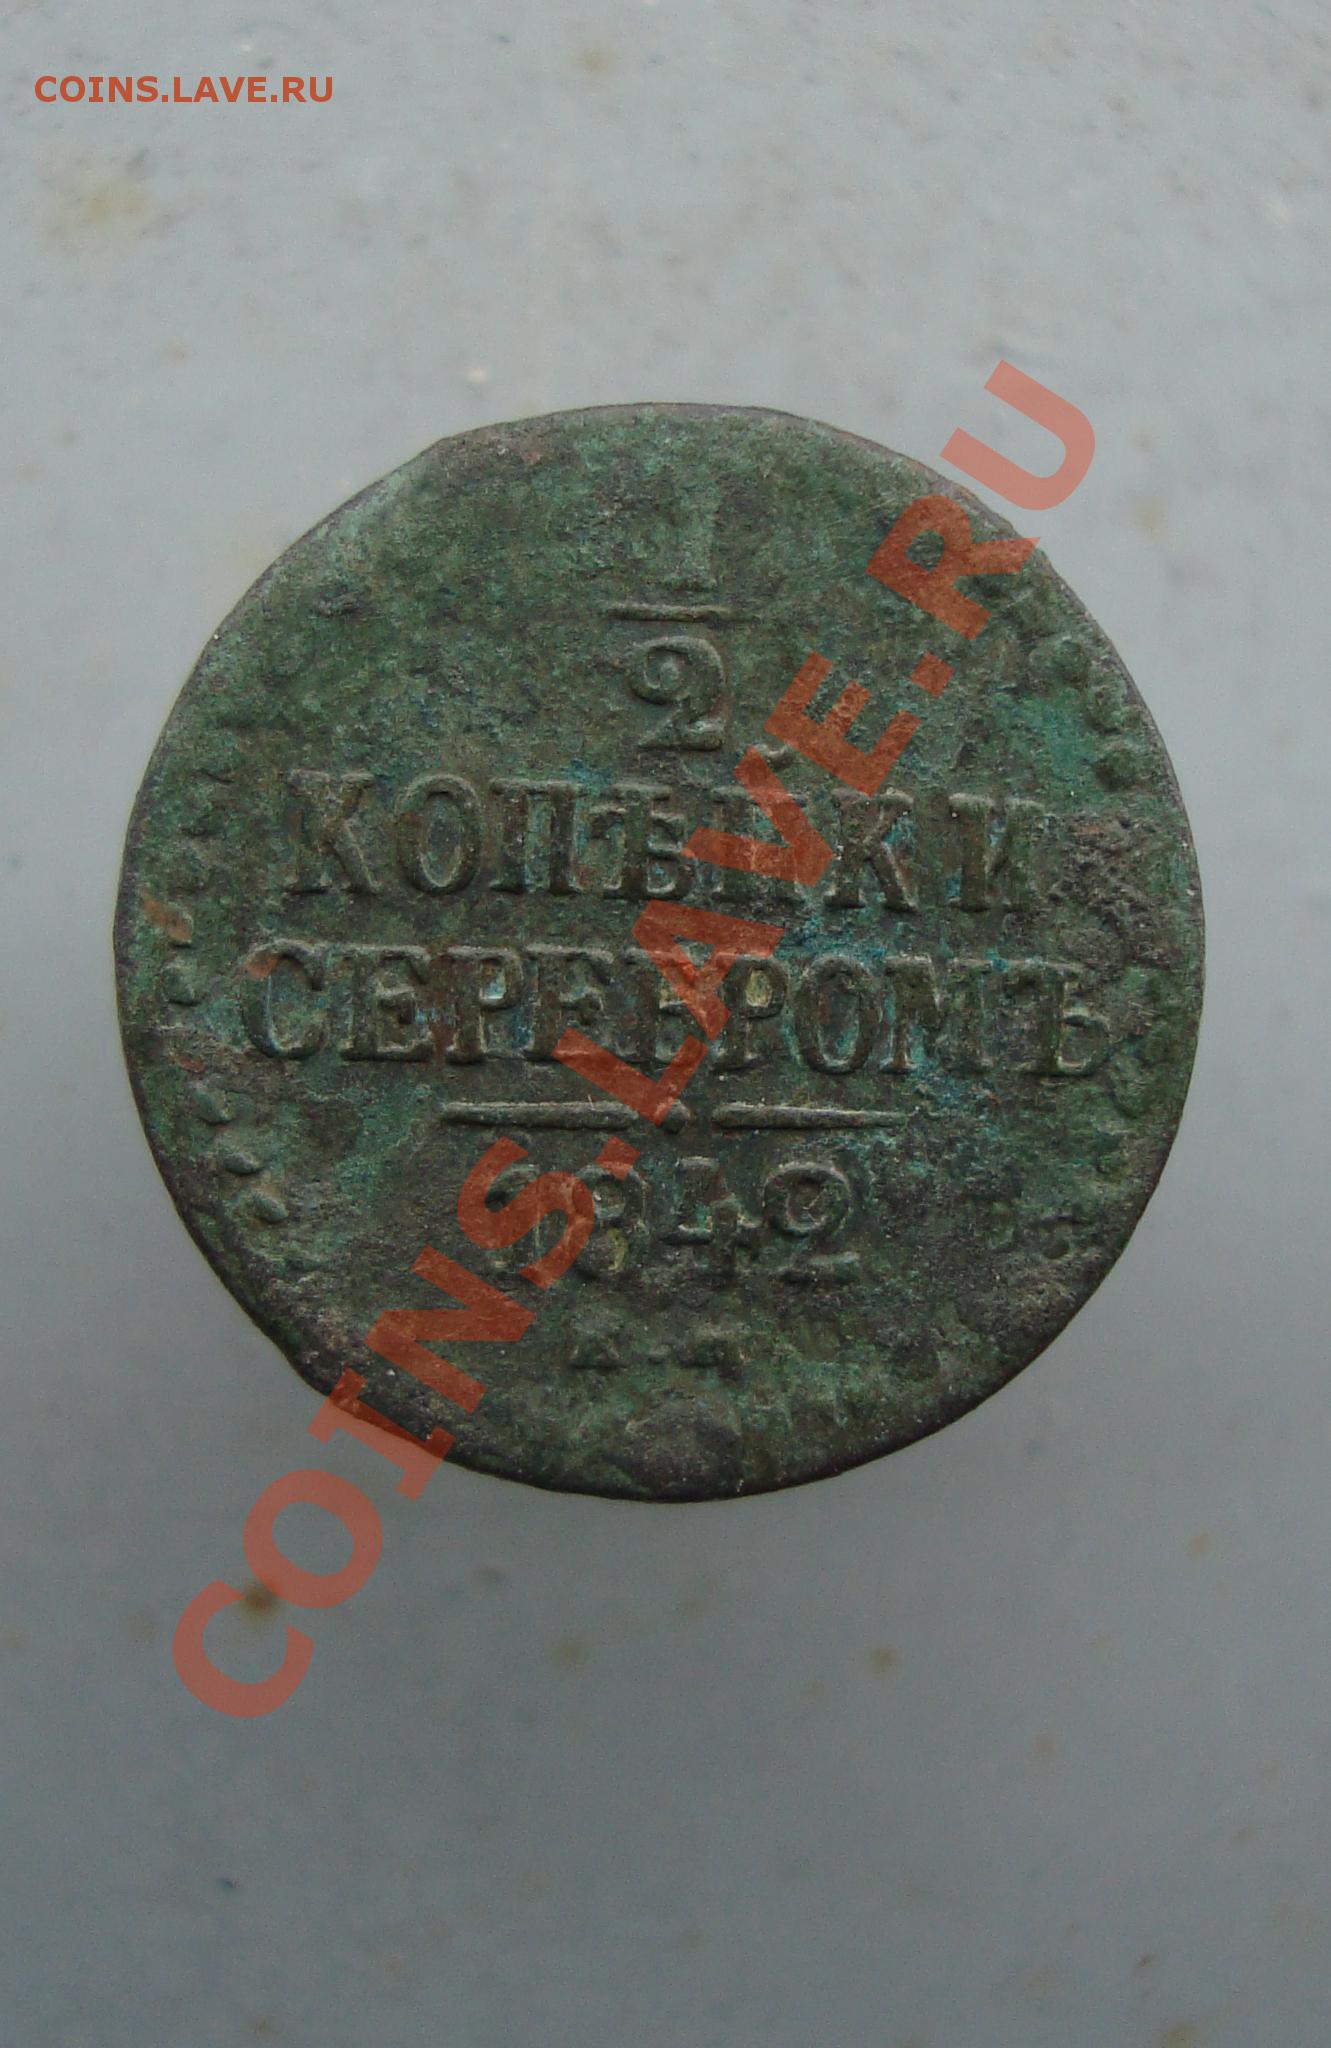 COINS.LAVE.RU
1
2
КОПѢЙКИ
СЕРЕБРОМЪ
1842
COINS.LAVE.RU